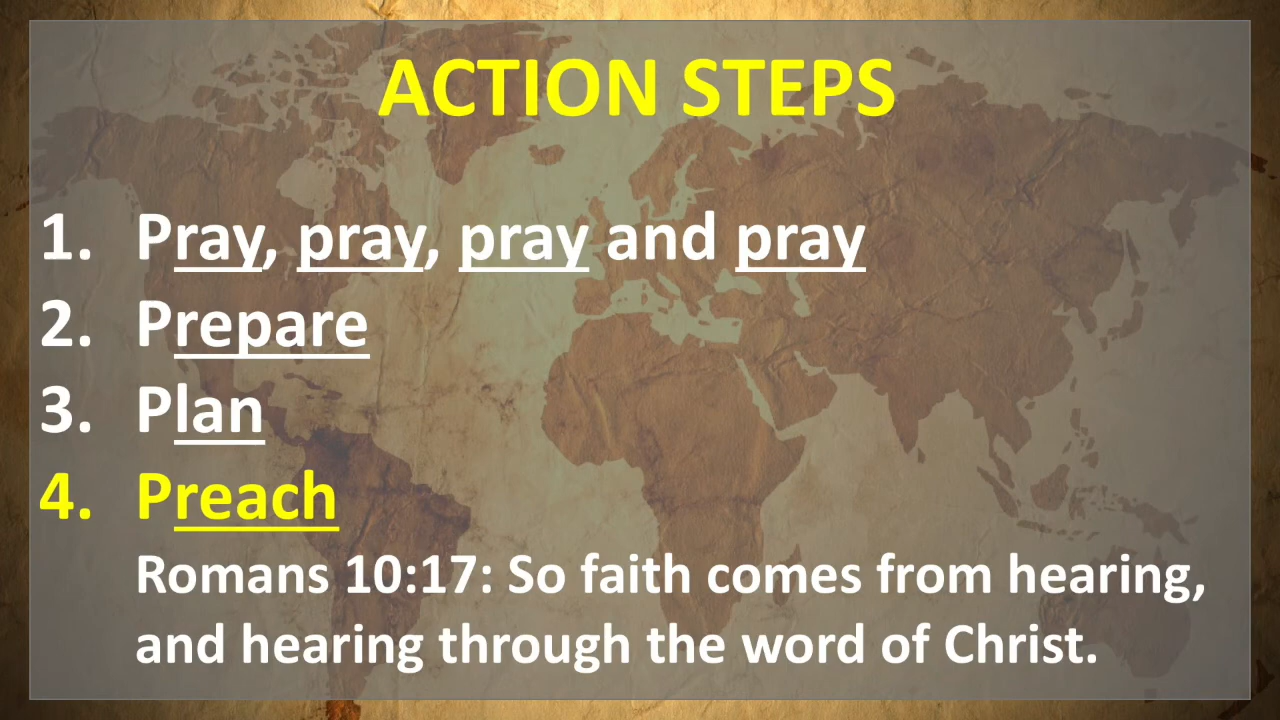 ACTION STEPS
1. Pray, pray, pray and pray
2. Prepare
3. Plan
4. Preach
Romans 10:17: So faith comes from hearing,
and hearing through the word of Christ.